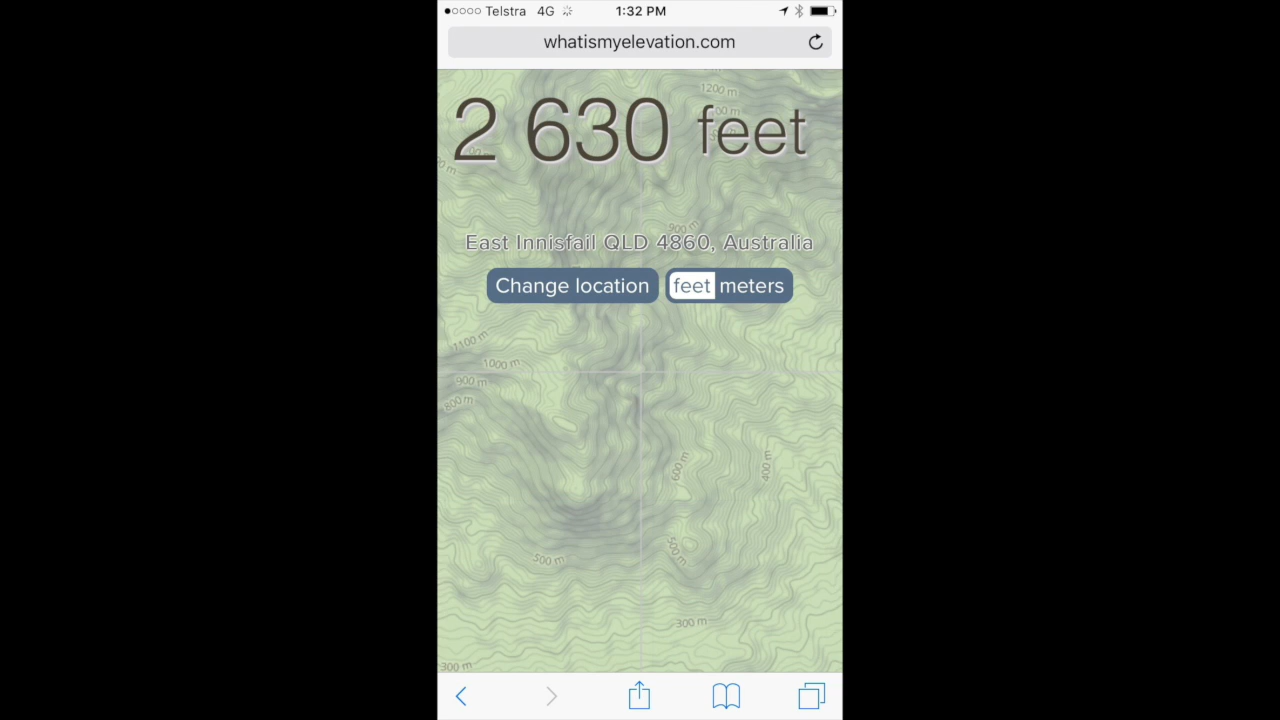 Telstra 4G 1:32 PM
whatismyelevation.com
1200 m
2 630 feet
900 m
East Innisfail QLD 4860, Australia
Change location feet meters
1100 m
1000 m
900 m
800 m
600 m
400 m
500 m
500 m
300 m
300 m